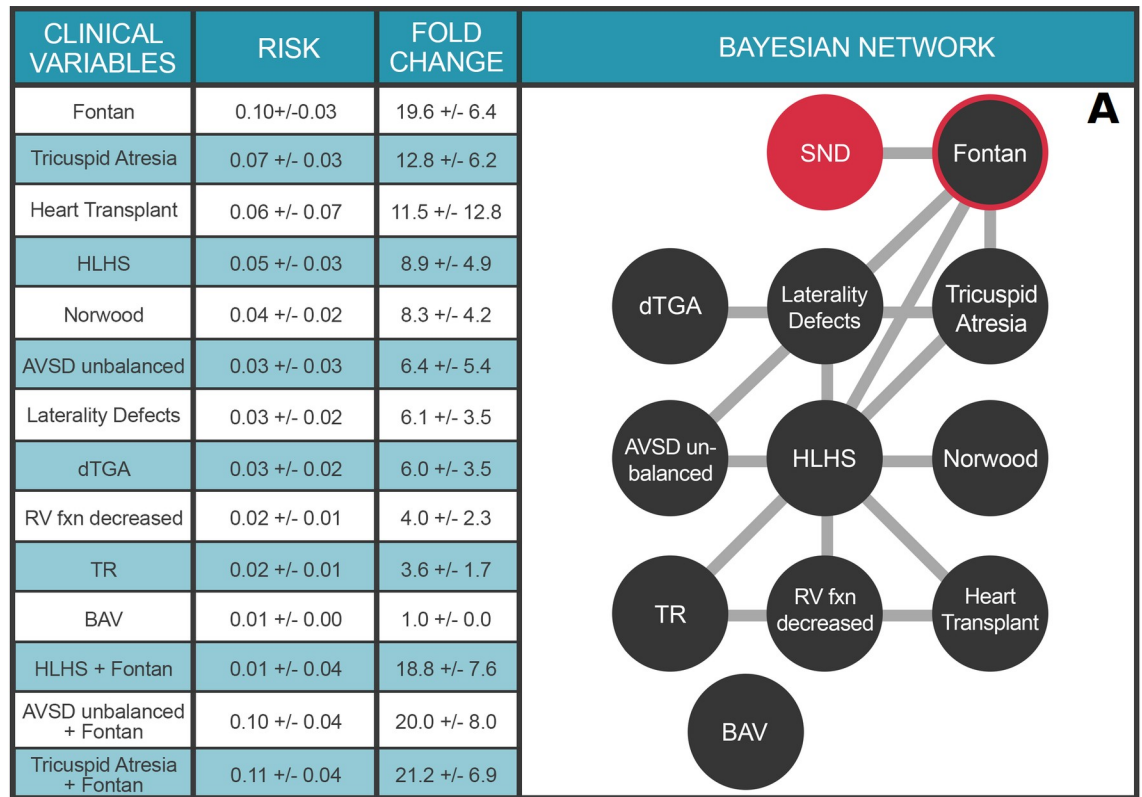 CLINICAL
VARIABLES
RISK
FOLD
CHANGE
BAYESIAN NETWORK
Fontan
0.10+/-0.03
19.6 +/- 6.4
Tricuspid Atresia
0.07 +/- 0.03
12.8 +/- 6.2
Heart Transplant
0.06 +/- 0.07
11.5 +/- 12.8
HLHS
0.05 +/- 0.03
8.9 +/- 4.9
Norwood
0.04 +/- 0.02
8.3 +/- 4.2
AVSD unbalanced
0.03 +/- 0.03
6.4 +/- 5.4
Laterality Defects
0.03 +/- 0.02
6.1 +/- 3.5
dTGA
0.03 +/- 0.02
6.0 +/- 3.5
RV fxn decreased
0.02 +/- 0.01
4.0 +/- 2.3
TR
0.02 +/- 0.01
3.6 +/- 1.7
BAV
0.01 +/- 0.00
1.0 +/- 0.0
HLHS + Fontan
0.01 +/- 0.04
18.8 +/- 7.6
AVSD unbalanced
+ Fontan
0.10 +/- 0.04
20.0 +/- 8.0
Tricuspid Atresia
+ Fontan
0.11 +/- 0.04
21.2 +/- 6.9
A
SND
Fontan
dTGA
Laterality
Defects
Tricuspid
Atresia
AVSD un-
balanced
HLHS
Norwood
TR
RV fxn
decreased
Heart
Transplant
BAV